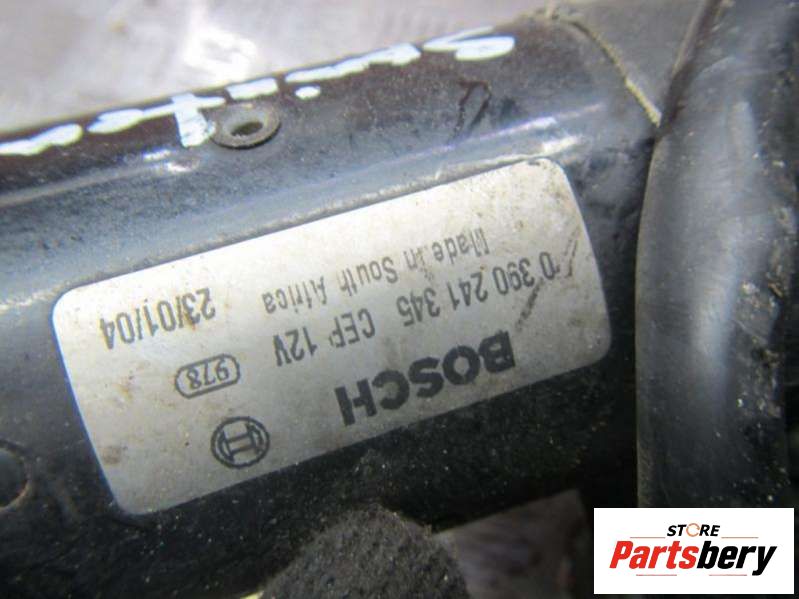 BOSCH
0 390 241 345 CEP 12V 978
Made.in South Africa 23/01/04
STORE
Partsbery